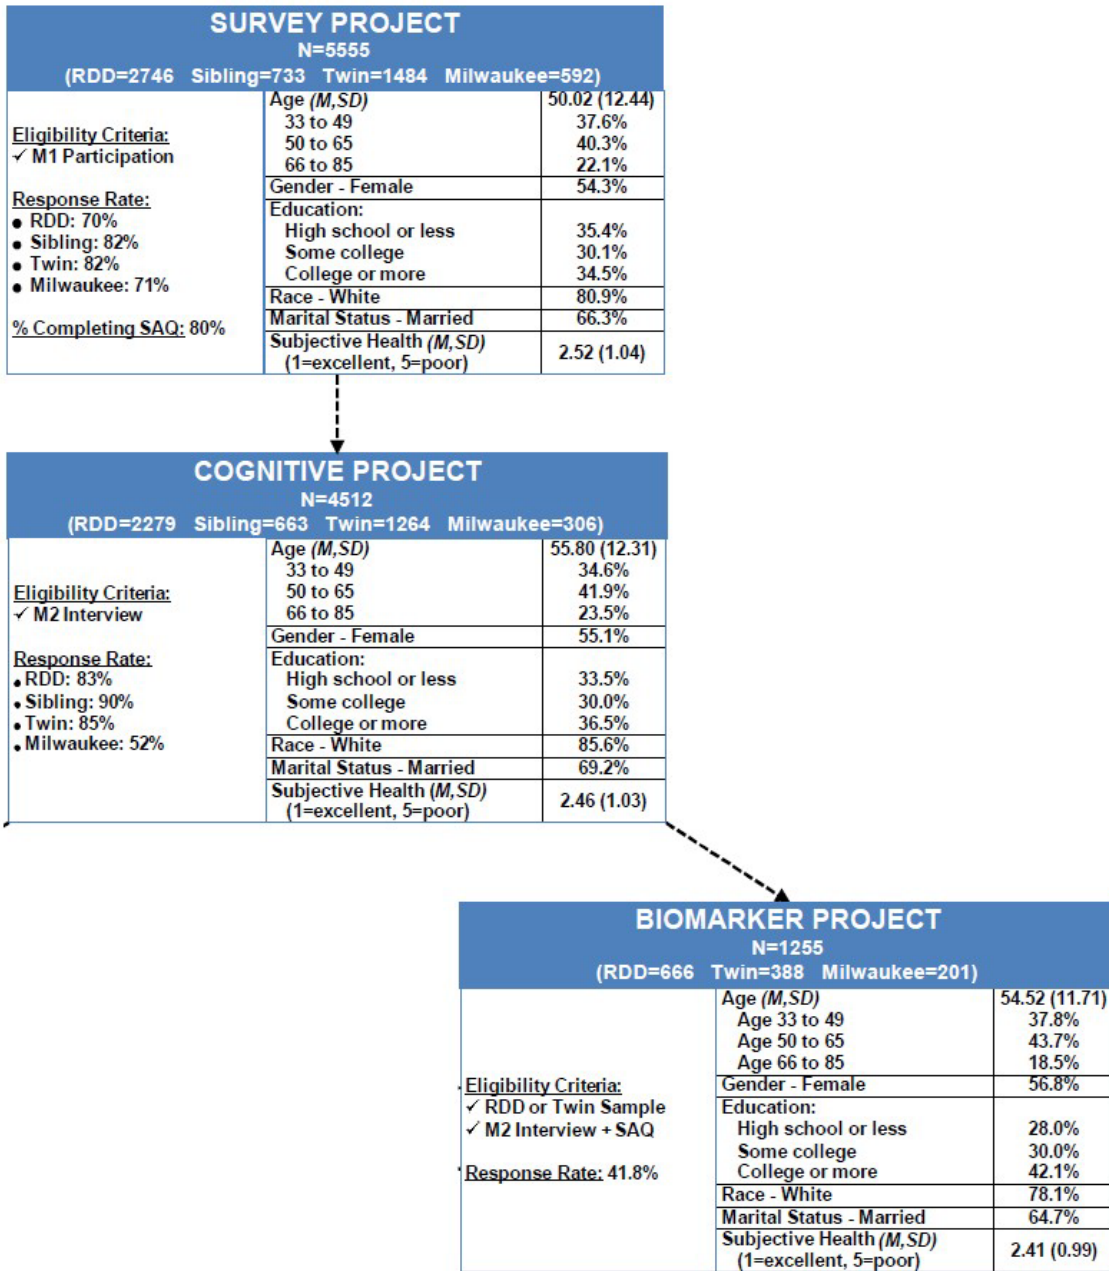 SURVEY PROJECT
N=5555
(RDD=2746 Sibling=733 Twin=1484 Milwaukee=592)
Eligibility Criteria:
✓ M1 Participation
Response Rate:
● RDD: 70%
● Sibling: 82%
● Twin: 82%
● Milwaukee: 71%
% Completing SAQ: 80%
Age (M,SD) 50.02 (12.44)
33 to 49 37.6%
50 to 65 40.3%
66 to 85 22.1%
Gender - Female 54.3%
Education:
High school or less 35.4%
Some college 30.1%
College or more 34.5%
Race - White 80.9%
Marital Status - Married 66.3%
Subjective Health (M,SD) 2.52 (1.04)
(1=excellent, 5=poor)
COGNITIVE PROJECT
N=4512
(RDD=2279 Sibling=663 Twin=1264 Milwaukee=306)
Eligibility Criteria:
✓ M2 Interview
Response Rate:
• RDD: 83%
• Sibling: 90%
• Twin: 85%
• Milwaukee: 52%
Age (M,SD) 55.80 (12.31)
33 to 49 34.6%
50 to 65 41.9%
66 to 85 23.5%
Gender - Female 55.1%
Education:
High school or less 33.5%
Some college 30.0%
College or more 36.5%
Race - White 85.6%
Marital Status - Married 69.2%
Subjective Health (M,SD) 2.46 (1.03)
(1=excellent, 5=poor)
BIOMARKER PROJECT
N=1255
(RDD=666 Twin=388 Milwaukee=201)
Eligibility Criteria:
✓ RDD or Twin Sample
✓ M2 Interview + SAQ
Response Rate: 41.8%
Age (M,SD) 54.52 (11.71)
Age 33 to 49 37.8%
Age 50 to 65 43.7%
Age 66 to 85 18.5%
Gender - Female 56.8%
Education:
High school or less 28.0%
Some college 30.0%
College or more 42.1%
Race - White 78.1%
Marital Status - Married 64.7%
Subjective Health (M,SD) 2.41 (0.99)
(1=excellent, 5=poor)